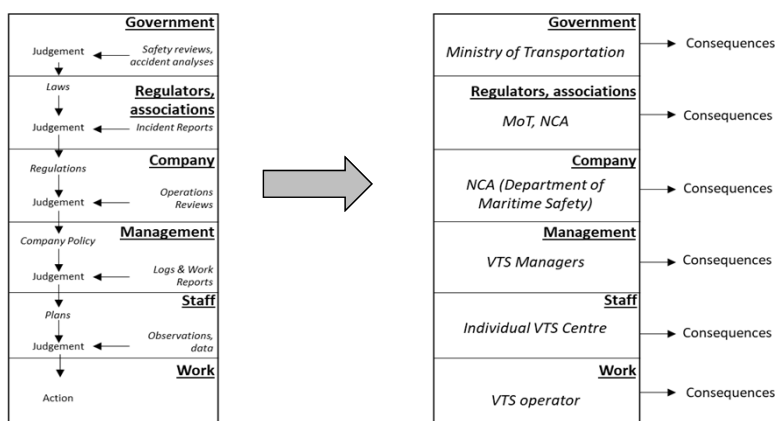 Government
Judgement
Safety reviews,
accident analyses
Laws
Regulators,
associations
Judgement
Incident Reports
Regulations
Company
Judgement
Operations
Reviews
Company Policy
Management
Judgement
Logs & Work
Reports
Staff
Plans
Judgement
Observations,
data
Work
Action
Government
Ministry of Transportation
Consequences
Regulators, associations
MoT, NCA
Consequences
Company
NCA (Department of
Maritime Safety)
Consequences
Management
VTS Managers
Consequences
Staff
Individual VTS Centre
Consequences
Work
VTS operator
Consequences